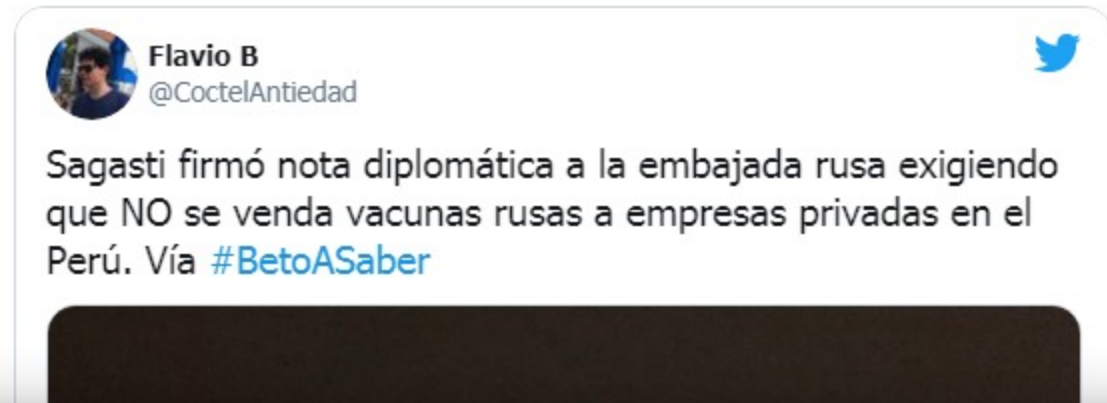 Flavio B
@CoctelAntiedad
Sagasti firmó nota diplomática a la embajada rusa exigiendo
que NO se venda vacunas rusas a empresas privadas en el
Perú. Vía #BetoASaber